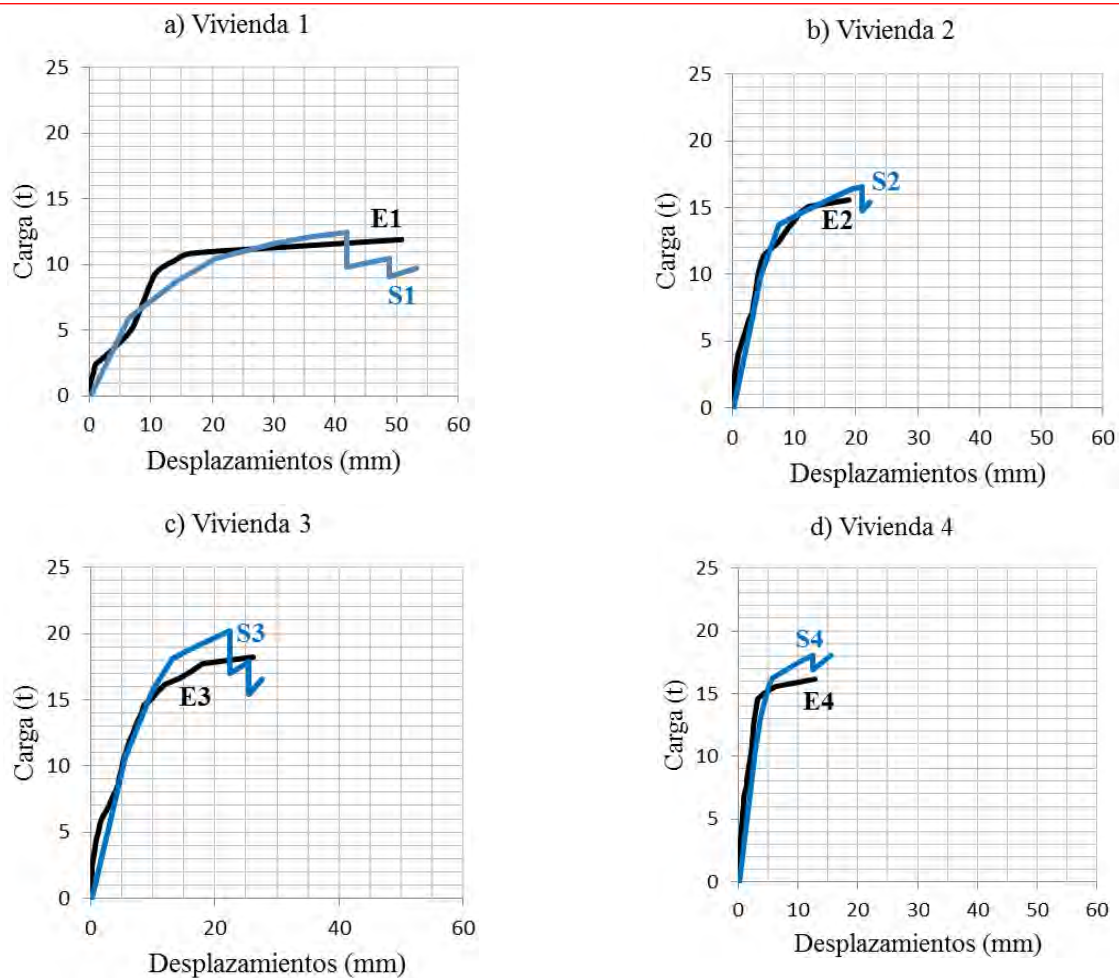 a) Vivienda 1
Carga (t)
25
20
15
10
5
0
E1
S1
0 10 20 30 40 50 60
Desplazamientos (mm)
b) Vivienda 2
Carga (t)
25
20
15
10
5
0
S2
E2
0 10 20 30 40 50 60
Desplazamientos (mm)
c) Vivienda 3
Carga (t)
25
20
15
10
5
0
S3
E3
0 20 40 60
Desplazamientos (mm)
d) Vivienda 4
Carga (t)
25
20
15
10
5
0
S4
E4
0 10 20 30 40 50 60
Desplazamientos (mm)